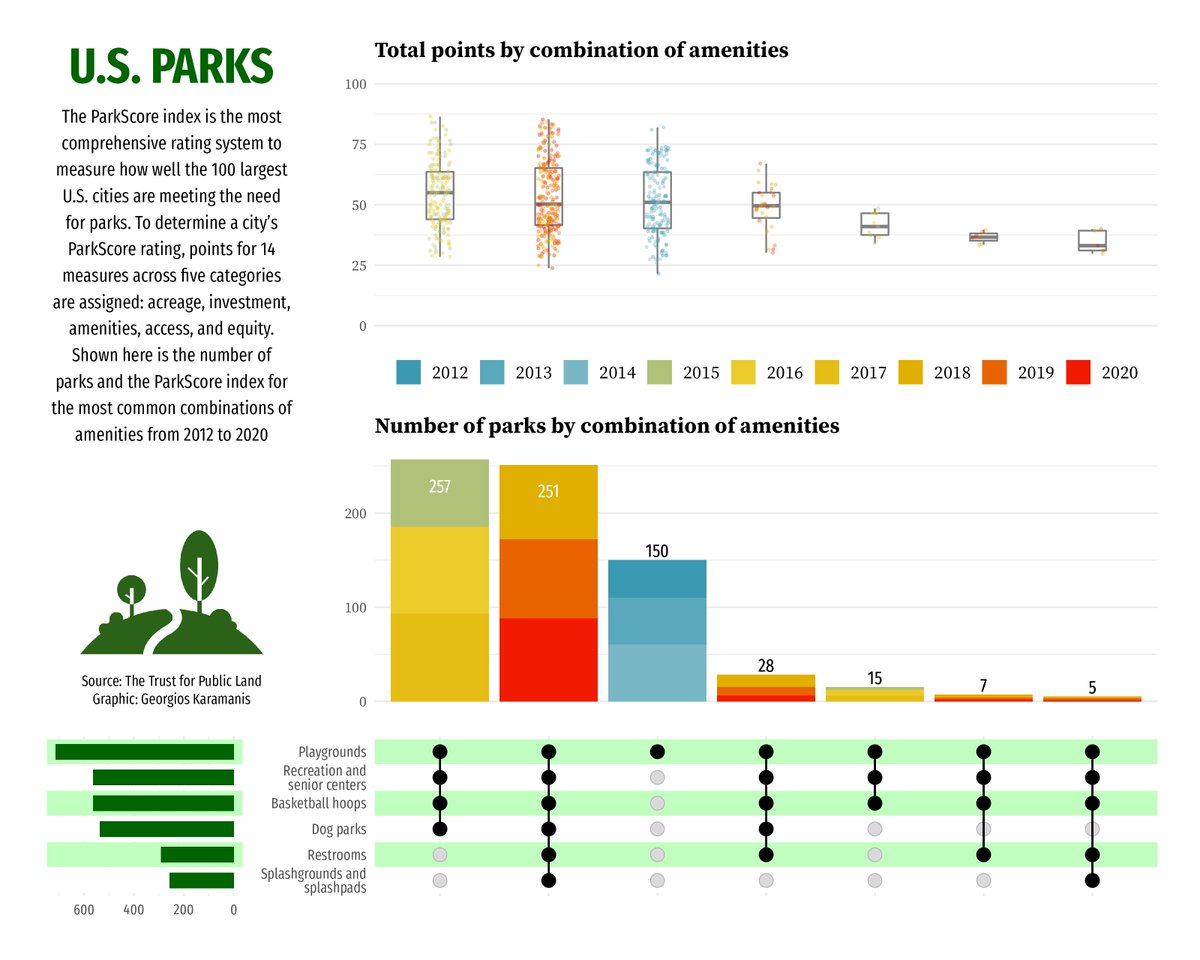 U.S. PARKS
The ParkScore index is the most
comprehensive rating system to
measure how well the 100 largest
U.S. cities are meeting the need
for parks. To determine a city’s
ParkScore rating, points for 14
measures across five categories
are assigned: acreage, investment,
amenities, access, and equity.
Shown here is the number of
parks and the ParkScore index for
the most common combinations of
amenities from 2012 to 2020
Source: The Trust for Public Land
Graphic: Georgios Karamanis
Total points by combination of amenities
100
75
50
25
0
2012 2013 2014 2015 2016 2017 2018 2019 2020
Number of parks by combination of amenities
200
100
0
257
251
150
28
15
7
5
Playgrounds
Recreation and
senior centers
Basketball hoops
Dog parks
Restrooms
Splashgrounds and
splashpads
600 400 200 0